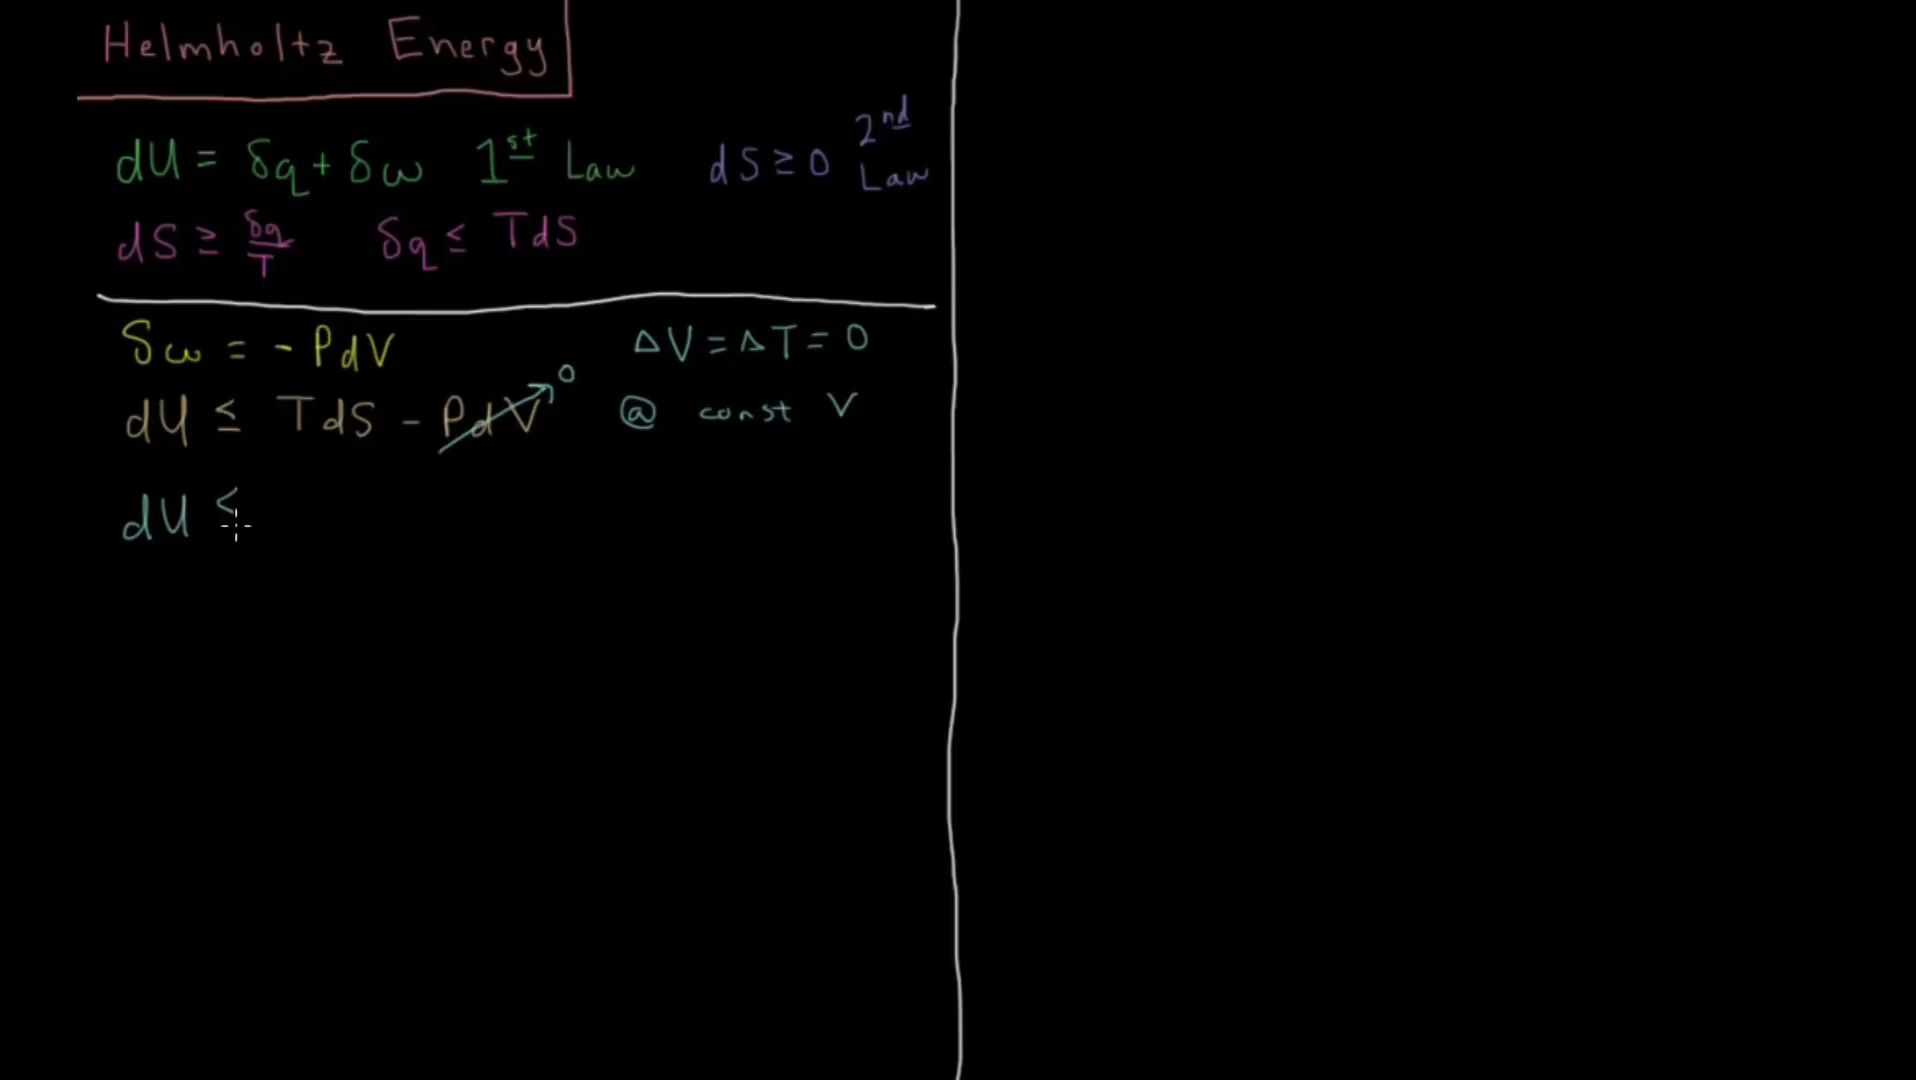 Helmholtz Energy
dU = δq + δw 1st Law dS ≥ 0 2nd Law
dS ≥ δq/T δq ≤ TdS
δw = - PdV ΔV = ΔT = 0
dU ≤ TdS - PdV 0 @ const V
dU <